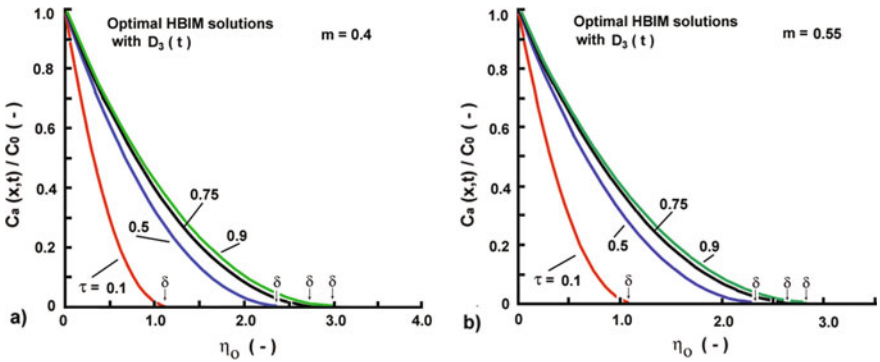 Optimal HBIM solutions
with D3 ( t )
m = 0.4
1.0
0.8
0.6
0.4
0.2
0
Ca (x,t) / C0 ( - )
0.75
0.5
0.9
τ = 0.1
δ
δ
δ
δ
0
1.0
2.0
3.0
4.0
a)
ηo ( - )
Optimal HBIM solutions
with D3 ( t )
m = 0.55
1.0
0.8
0.6
0.4
0.2
0
Ca (x,t) / C0 ( - )
0.75
0.5
0.9
τ = 0.1
δ
δ
δ
δ
0
1.0
2.0
3.0
b)
ηo ( - )